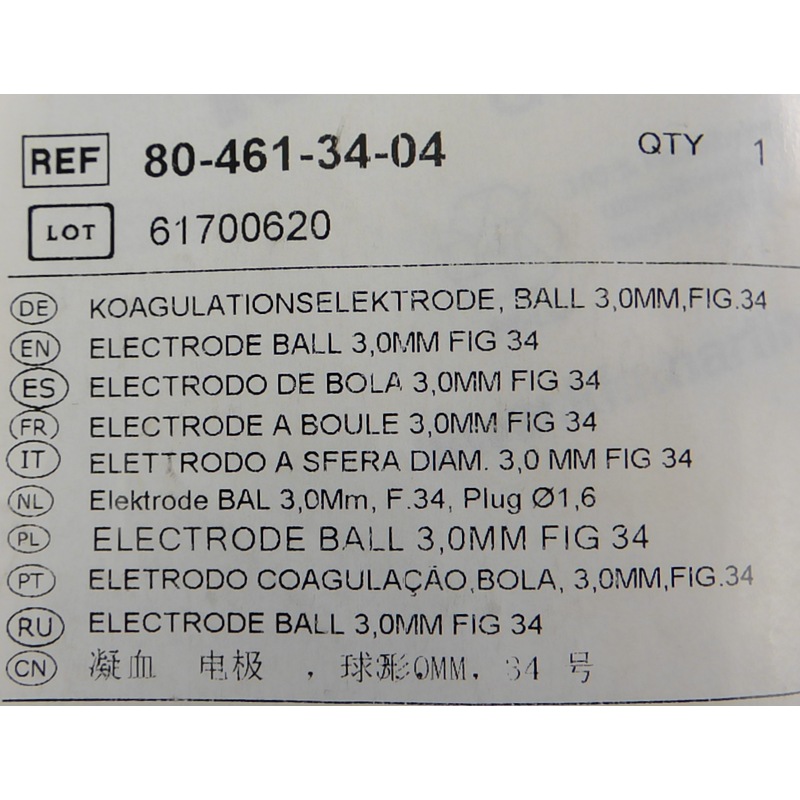 REF 80-461-34-04 QTY 1
LOT 61700620
DE KOAGULATIONSELEKTRODE, BALL 3,0MM,FIG.34
EN ELECTRODE BALL 3,0MM FIG 34
ES ELECTRODO DE BOLA 3,0MM FIG 34
FR ELECTRODE A BOULE 3,0MM FIG 34
IT ELETTRODO A SFERA DIAM. 3,0 MM FIG 34
NL Elektrode BAL 3,0Mm, F.34, Plug Ø1,6
PL ELECTRODE BALL 3,0MM FIG 34
PT ELETRODO COAGULAÇÃO,BOLA, 3,0MM,FIG.34
RU ELECTRODE BALL 3,0MM FIG 34
CN 凝血 电极 , 球形 34 号